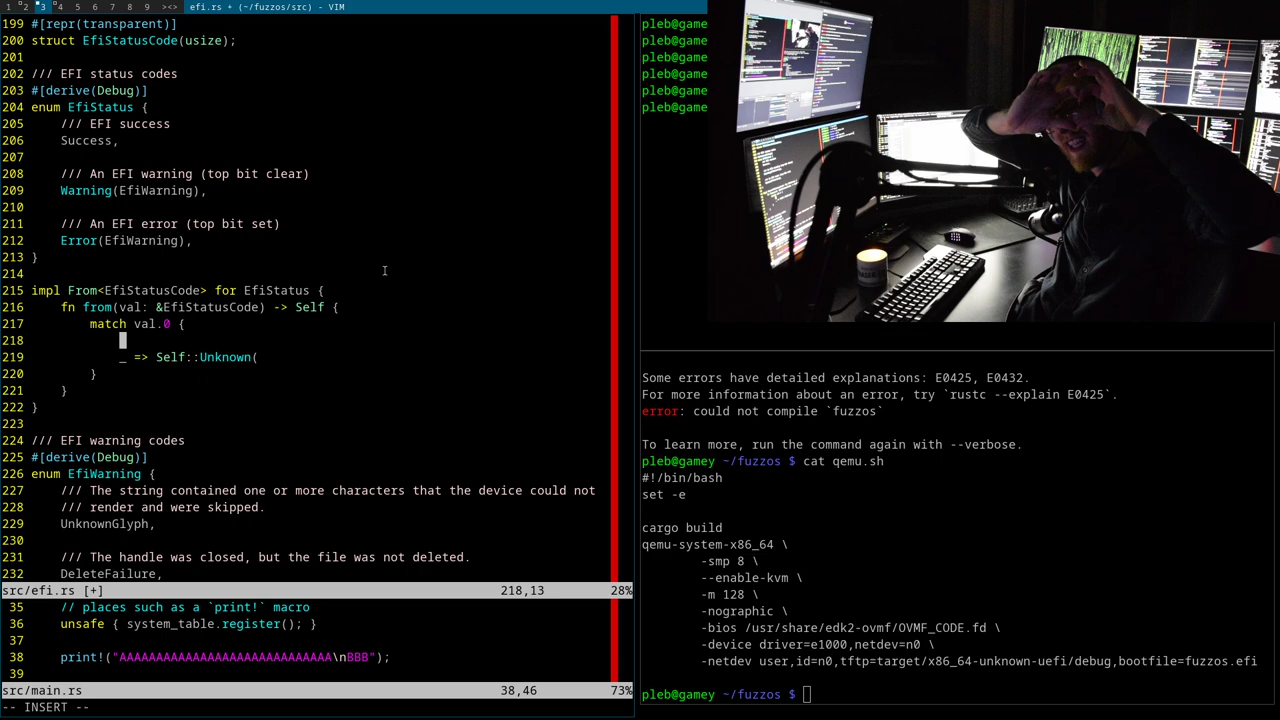 1 2 3 4 5 6 7 8 9 ><> efi.rs + (~/fuzzos/src) - VIM
199 #[repr(transparent)]
200 struct EfiStatusCode(usize);
201
202 /// EFI status codes
203 #[derive(Debug)]
204 enum EfiStatus {
205     /// EFI success
206     Success,
207
208     /// An EFI warning (top bit clear)
209     Warning(EfiWarning),
210
211     /// An EFI error (top bit set)
212     Error(EfiWarning),
213 }
214
215 impl From<EfiStatusCode> for EfiStatus {
216     fn from(val: &EfiStatusCode) -> Self {
217         match val.0 {
218
219             _ => Self::Unknown(
220         }
221     }
222 }
223
224 /// EFI warning codes
225 #[derive(Debug)]
226 enum EfiWarning {
227     /// The string contained one or more characters that the device could not
228     /// render and were skipped.
229     UnknownGlyph,
230
231     /// The handle was closed, but the file was not deleted.
232     DeleteFailure,
src/efi.rs [+] 218,13 28%
35     // places such as a `print!` macro
36     unsafe { system_table.register(); }
37
38     print!("AAAAAAAAAAAAAAAAAAAAAAAAAAAAA\nBBB");
39
src/main.rs 38,46 73%
-- INSERT --
pleb@game
pleb@game
pleb@game
pleb@game
pleb@game
pleb@game
Some errors have detailed explanations: E0425, E0432.
For more information about an error, try `rustc --explain E0425`.
error: could not compile `fuzzos`
To learn more, run the command again with --verbose.
pleb@gamey ~/fuzzos $ cat qemu.sh
#!/bin/bash
set -e
cargo build
qemu-system-x86_64 \
-smp 8 \
--enable-kvm \
-m 128 \
-nographic \
-bios /usr/share/edk2-ovmf/OVMF_CODE.fd \
-device driver=e1000,netdev=n0 \
-netdev user,id=n0,tftp=target/x86_64-unknown-uefi/debug,bootfile=fuzzos.efi
pleb@gamey ~/fuzzos $